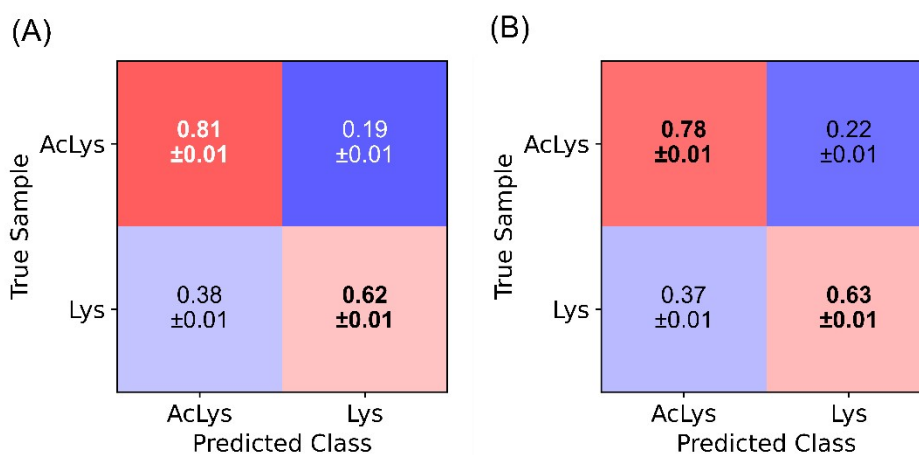 (A)
True Sample
AcLys
0.81
±0.01
0.19
±0.01
Lys
0.38
±0.01
0.62
±0.01
AcLys
Lys
Predicted Class
(B)
True Sample
AcLys
0.78
±0.01
0.22
±0.01
Lys
0.37
±0.01
0.63
±0.01
AcLys
Lys
Predicted Class